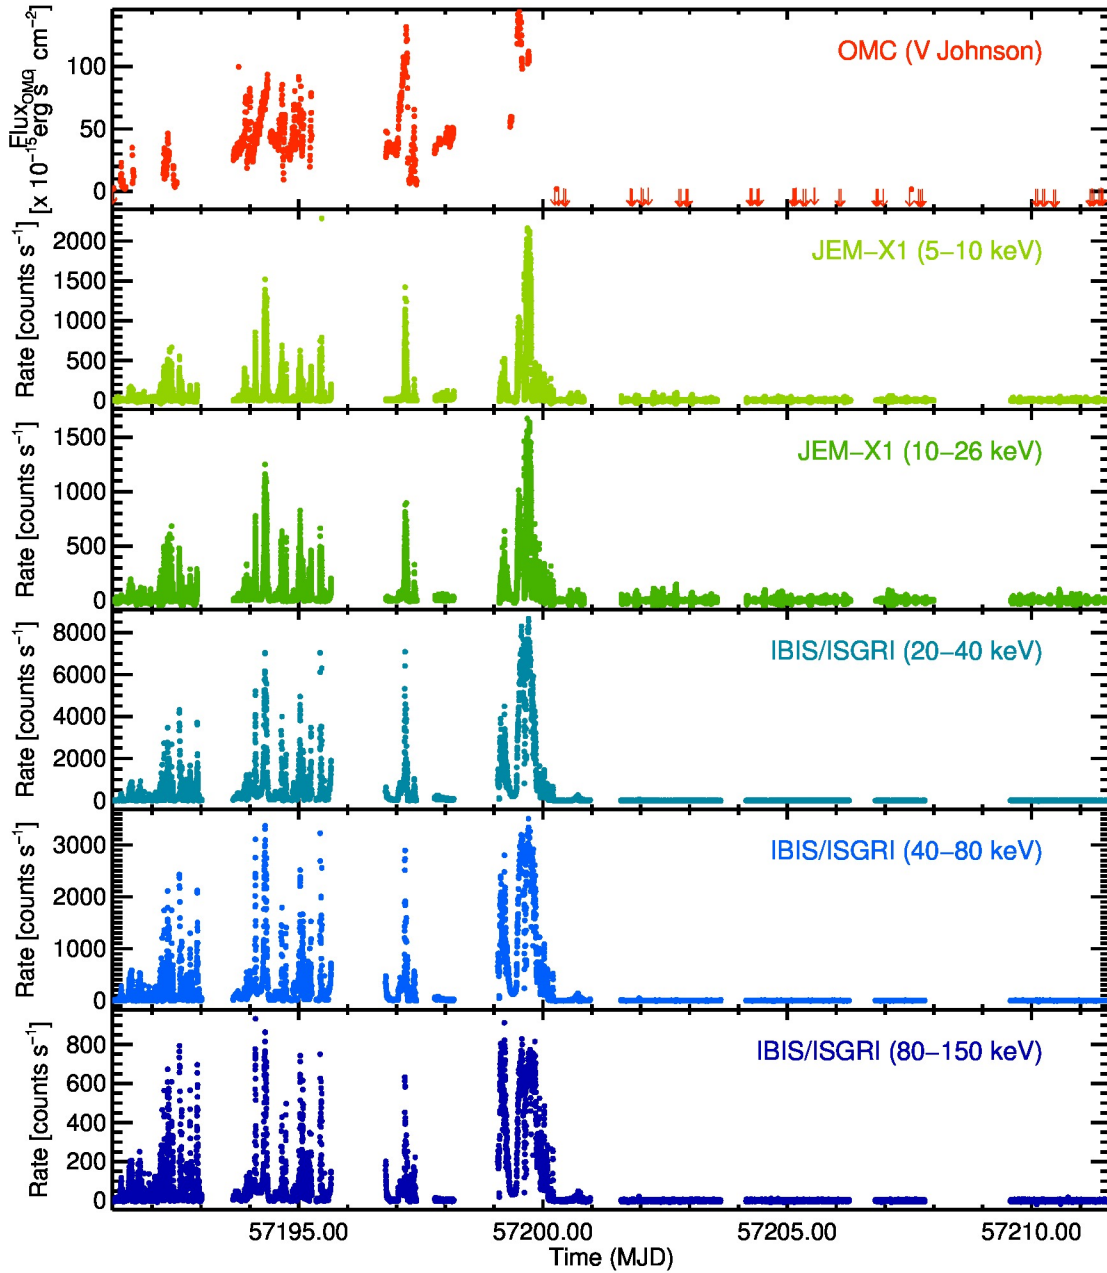 Flux_OMC
[x 10⁻¹⁵erg s⁻¹ cm⁻²]
100
50
0
OMC (V Johnson)
Rate [counts s⁻¹]
2000
1500
1000
500
0
JEM−X1 (5−10 keV)
Rate [counts s⁻¹]
1500
1000
500
0
JEM−X1 (10−26 keV)
Rate [counts s⁻¹]
8000
6000
4000
2000
0
IBIS/ISGRI (20−40 keV)
Rate [counts s⁻¹]
3000
2000
1000
0
IBIS/ISGRI (40−80 keV)
Rate [counts s⁻¹]
800
600
400
200
0
IBIS/ISGRI (80−150 keV)
57195.00 57200.00 57205.00 57210.00
Time (MJD)